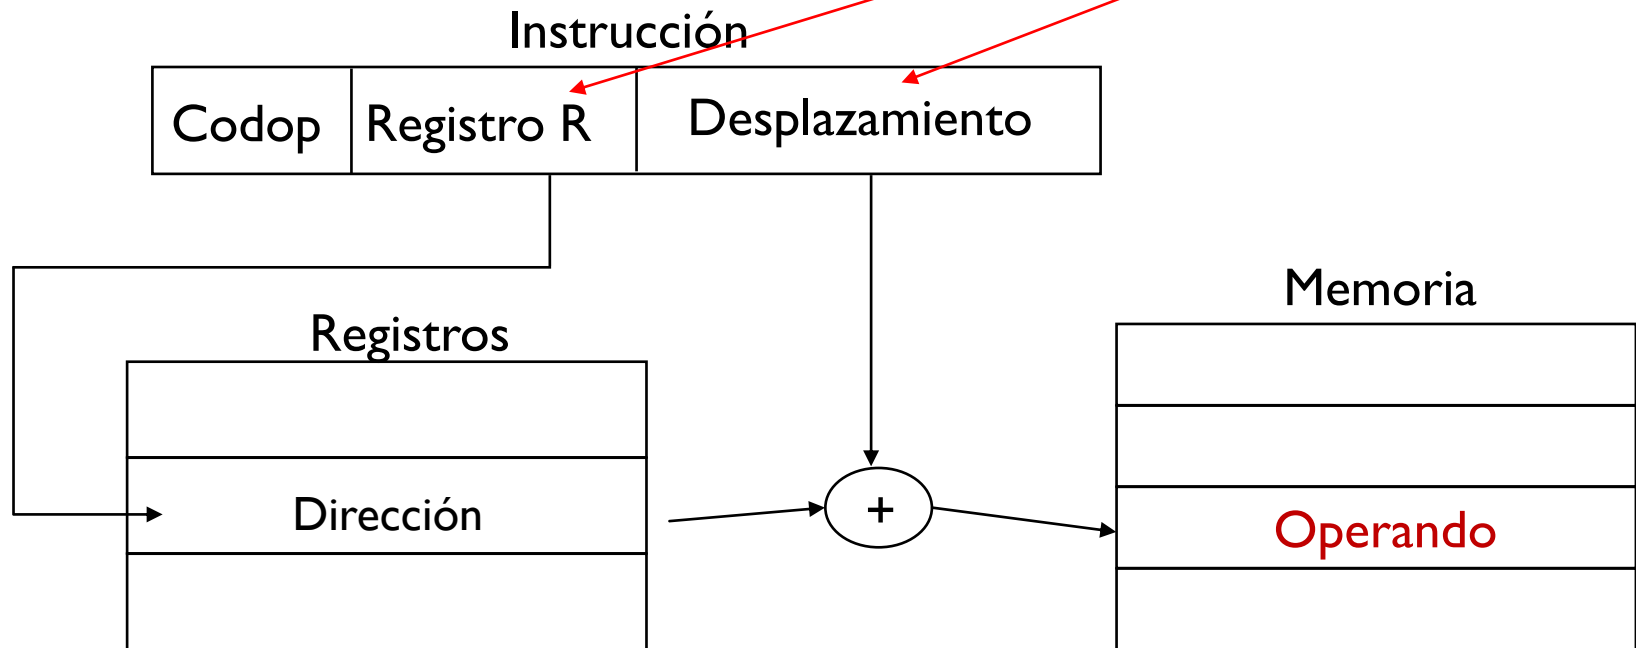 Instrucción
Codop Registro R Desplazamiento
Memoria
Registros
Dirección + Operando